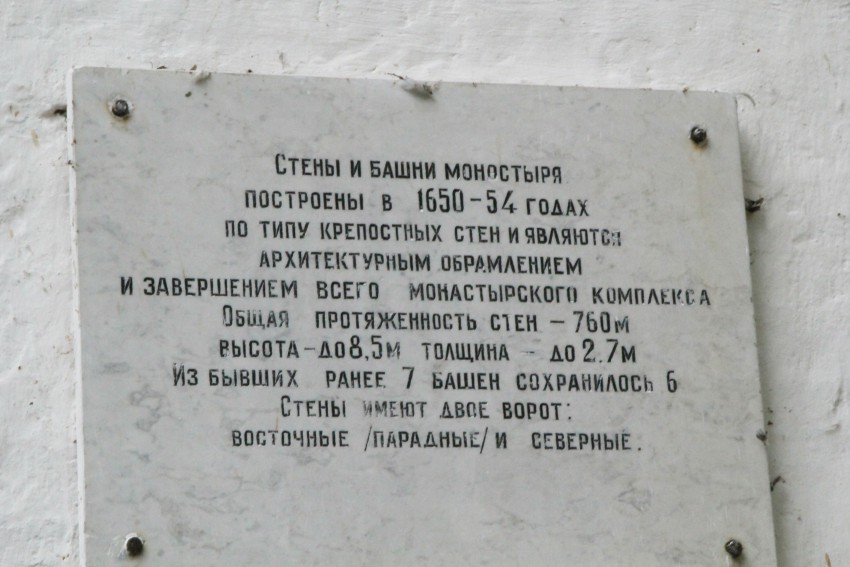 Стены и башни моностыря
построены в 1650-54 годах
по типу крепостных стен и являются
архитектурным обрамлением
и завершением всего монастырского комплекса
Общая протяженность стен - 760м
высота - до 8,5м толщина - до 2.7м
Из бывших ранее 7 башен сохранилось 6
Стены имеют двое ворот:
восточные /парадные/ и северные.